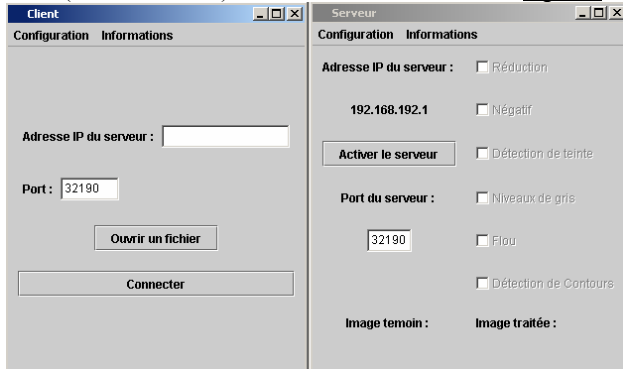 Client
Configuration Informations
Adresse IP du serveur :
Port : 32190
Ouvrir un fichier
Connecter
Serveur
Configuration Informations
Adresse IP du serveur :
192.168.192.1
Activer le serveur
Port du serveur :
32190
Réduction
Négatif
Détection de teinte
Niveaux de gris
Flou
Détection de Contours
Image temoin :
Image traitée :